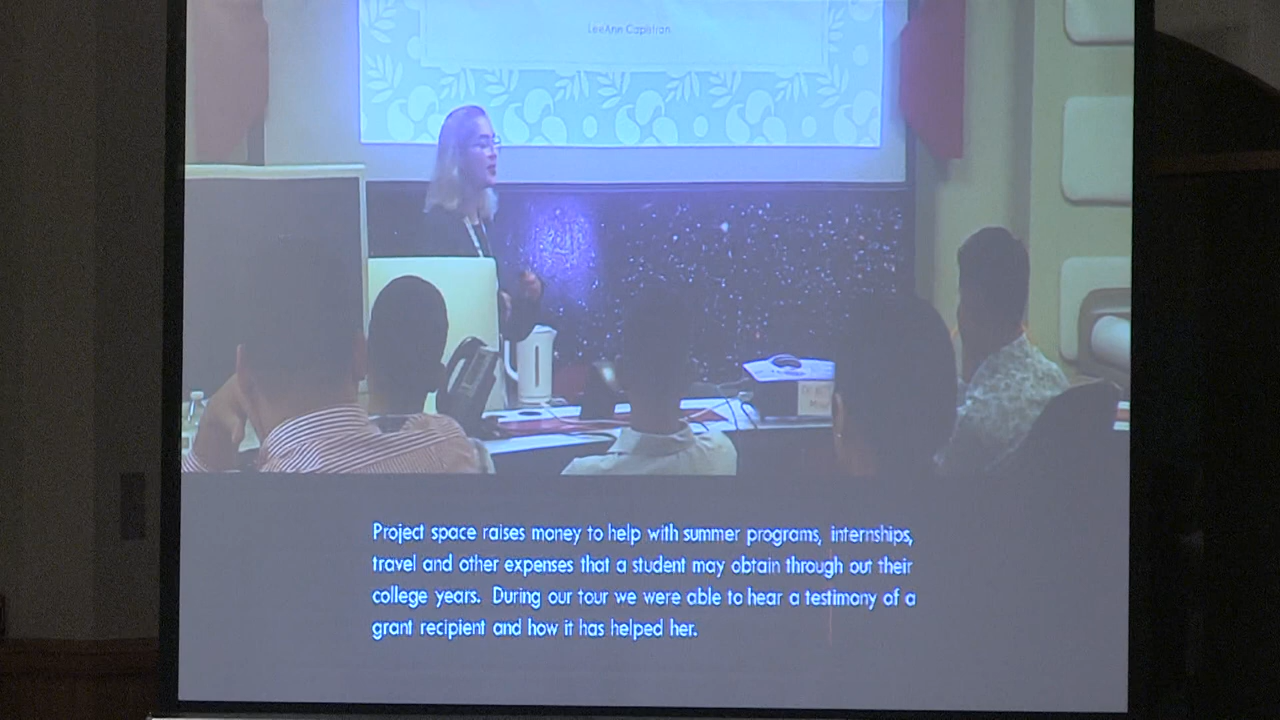 LeeAnn Capistran
Project space raises money to help with summer programs, internships,
travel and other expenses that a student may obtain through out their
college years. During our tour we were able to hear a testimony of a
grant recipient and how it has helped her.